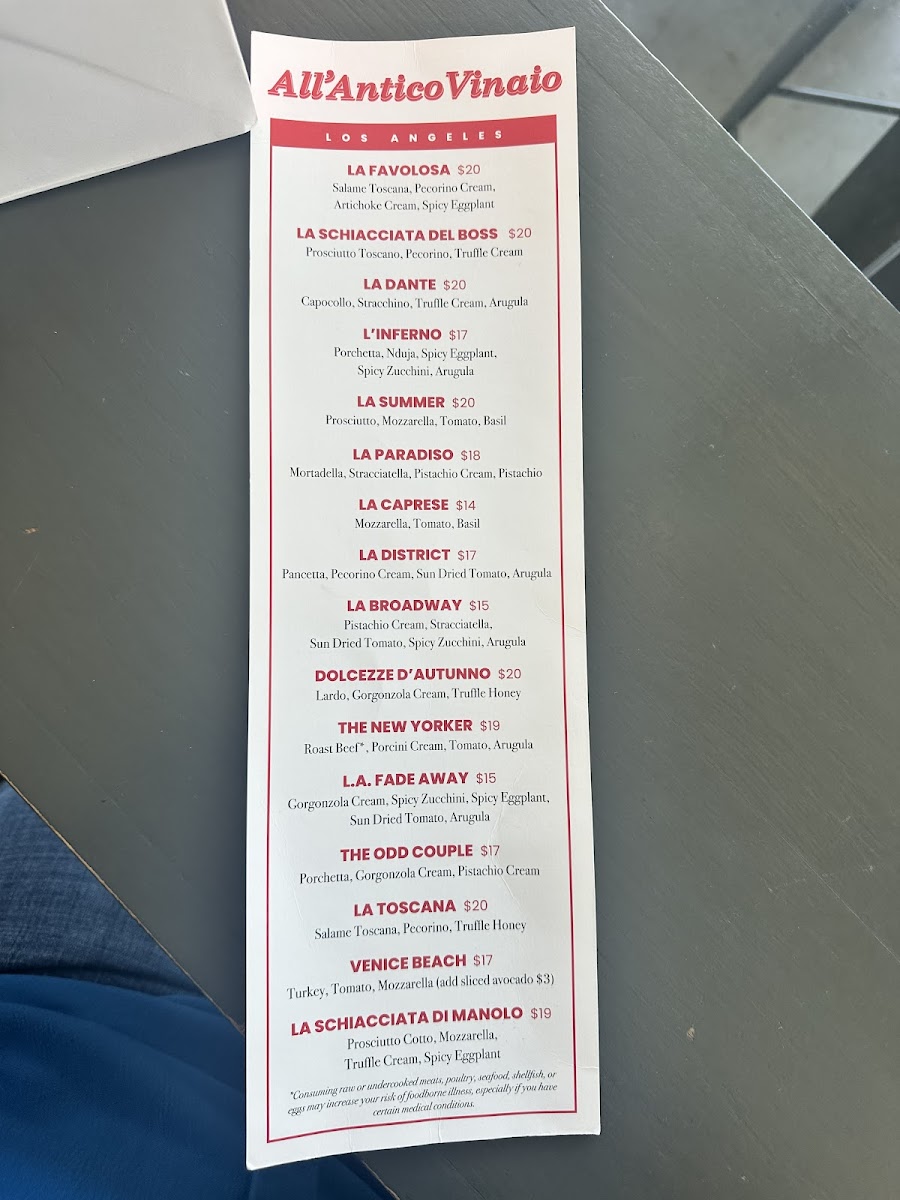 All'Antico Vinaio
LOS ANGELES
LA FAVOLOSA $20
Salame Toscana, Pecorino Cream,
Artichoke Cream, Spicy Eggplant
LA SCHIACCIATA DEL BOSS $20
Prosciutto Toscano, Pecorino, Truffle Cream
LA DANTE $20
Capocollo, Stracchino, Truffle Cream, Arugula
L'INFERNO $17
Porchetta, Nduja, Spicy Eggplant,
Spicy Zucchini, Arugula
LA SUMMER $20
Prosciutto, Mozzarella, Tomato, Basil
LA PARADISO $18
Mortadella, Stracciatella, Pistachio Cream, Pistachio
LA CAPRESE $14
Mozzarella, Tomato, Basil
LA DISTRICT $17
Pancetta, Pecorino Cream, Sun Dried Tomato, Arugula
LA BROADWAY $15
Pistachio Cream, Stracciatella,
Sun Dried Tomato, Spicy Zucchini, Arugula
DOLCEZZE D'AUTUNNO $20
Lardo, Gorgonzola Cream, Truffle Honey
THE NEW YORKER $19
Roast Beef*, Porcini Cream, Tomato, Arugula
L.A. FADE AWAY $15
Gorgonzola Cream, Spicy Zucchini, Spicy Eggplant,
Sun Dried Tomato, Arugula
THE ODD COUPLE $17
Porchetta, Gorgonzola Cream, Pistachio Cream
LA TOSCANA $20
Salame Toscana, Pecorino, Truffle Honey
VENICE BEACH $17
Turkey, Tomato, Mozzarella (add sliced avocado $3)
LA SCHIACCIATA DI MANOLO $19
Prosciutto Cotto, Mozzarella,
Truffle Cream, Spicy Eggplant
*Consuming raw or undercooked meats, poultry, seafood, shellfish, or
eggs may increase your risk of foodborne illness, especially if you have
certain medical conditions.